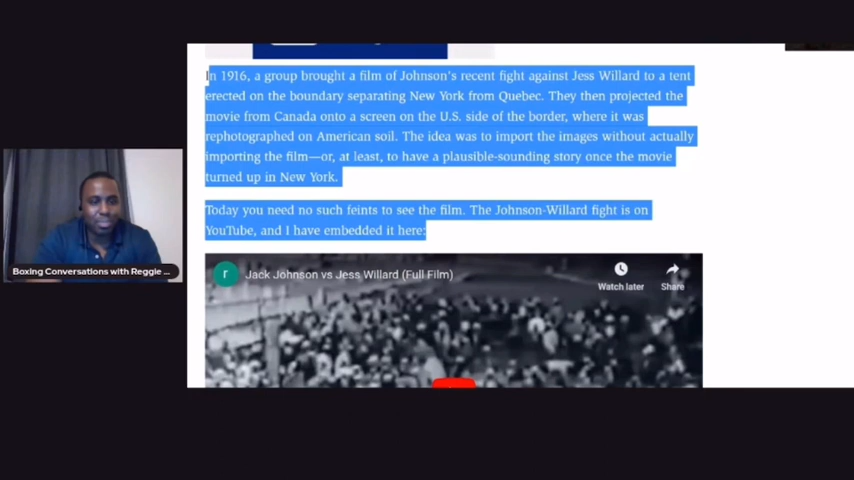 In 1916, a group brought a film of Johnson's recent fight against Jess Willard to a tent
erected on the boundary separating New York from Quebec. They then projected the
movie from Canada onto a screen on the U.S. side of the border, where it was
rephotographed on American soil. The idea was to import the images without actually
importing the film—or, at least, to have a plausible-sounding story once the movie
turned up in New York.
Today you need no such feints to see the film. The Johnson-Willard fight is on
YouTube, and I have embedded it here:
Boxing Conversations with Reggie ...
r
Jack Johnson vs Jess Willard (Full Film)
Watch later
Share